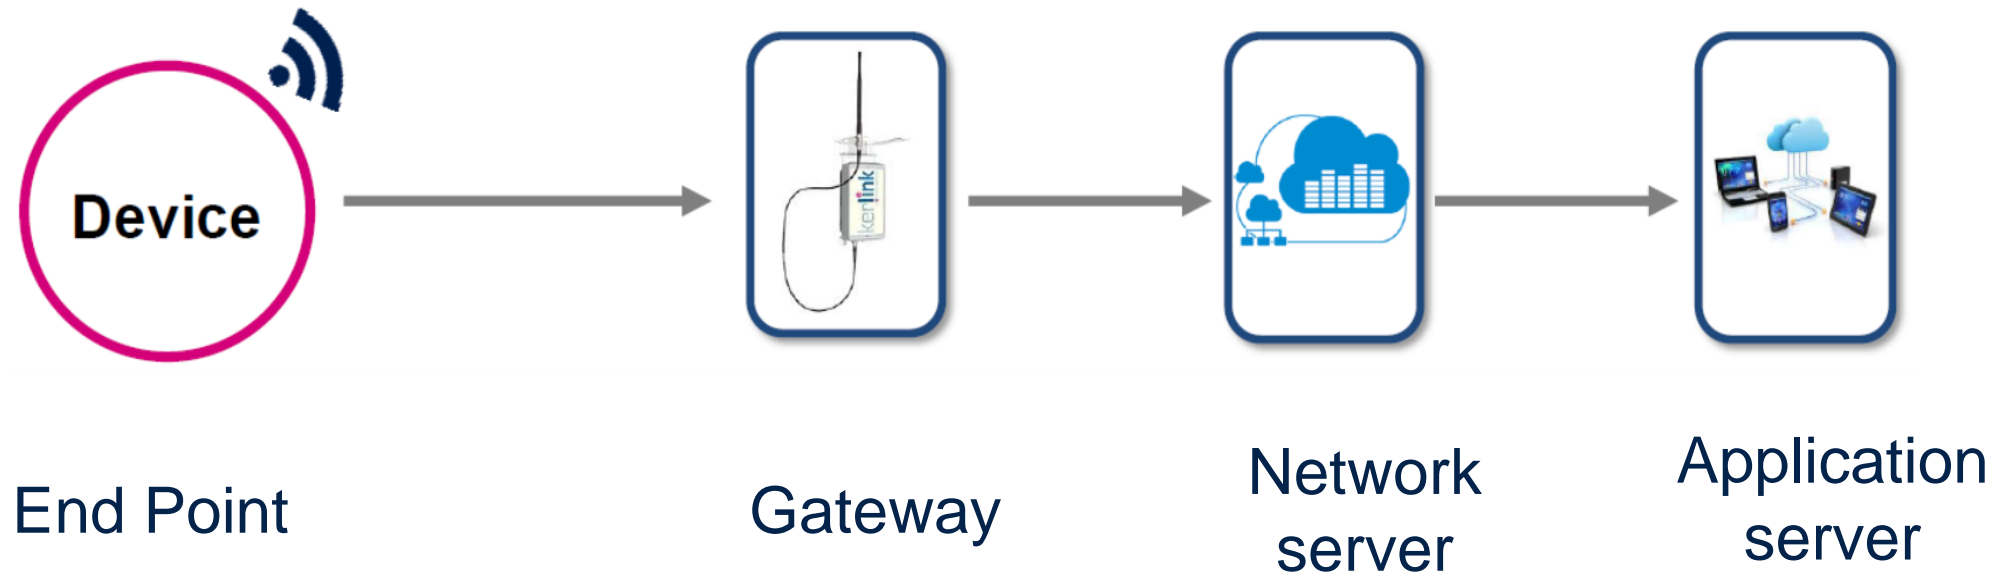 Device
kerlink
End Point
Gateway
Network
server
Application
server